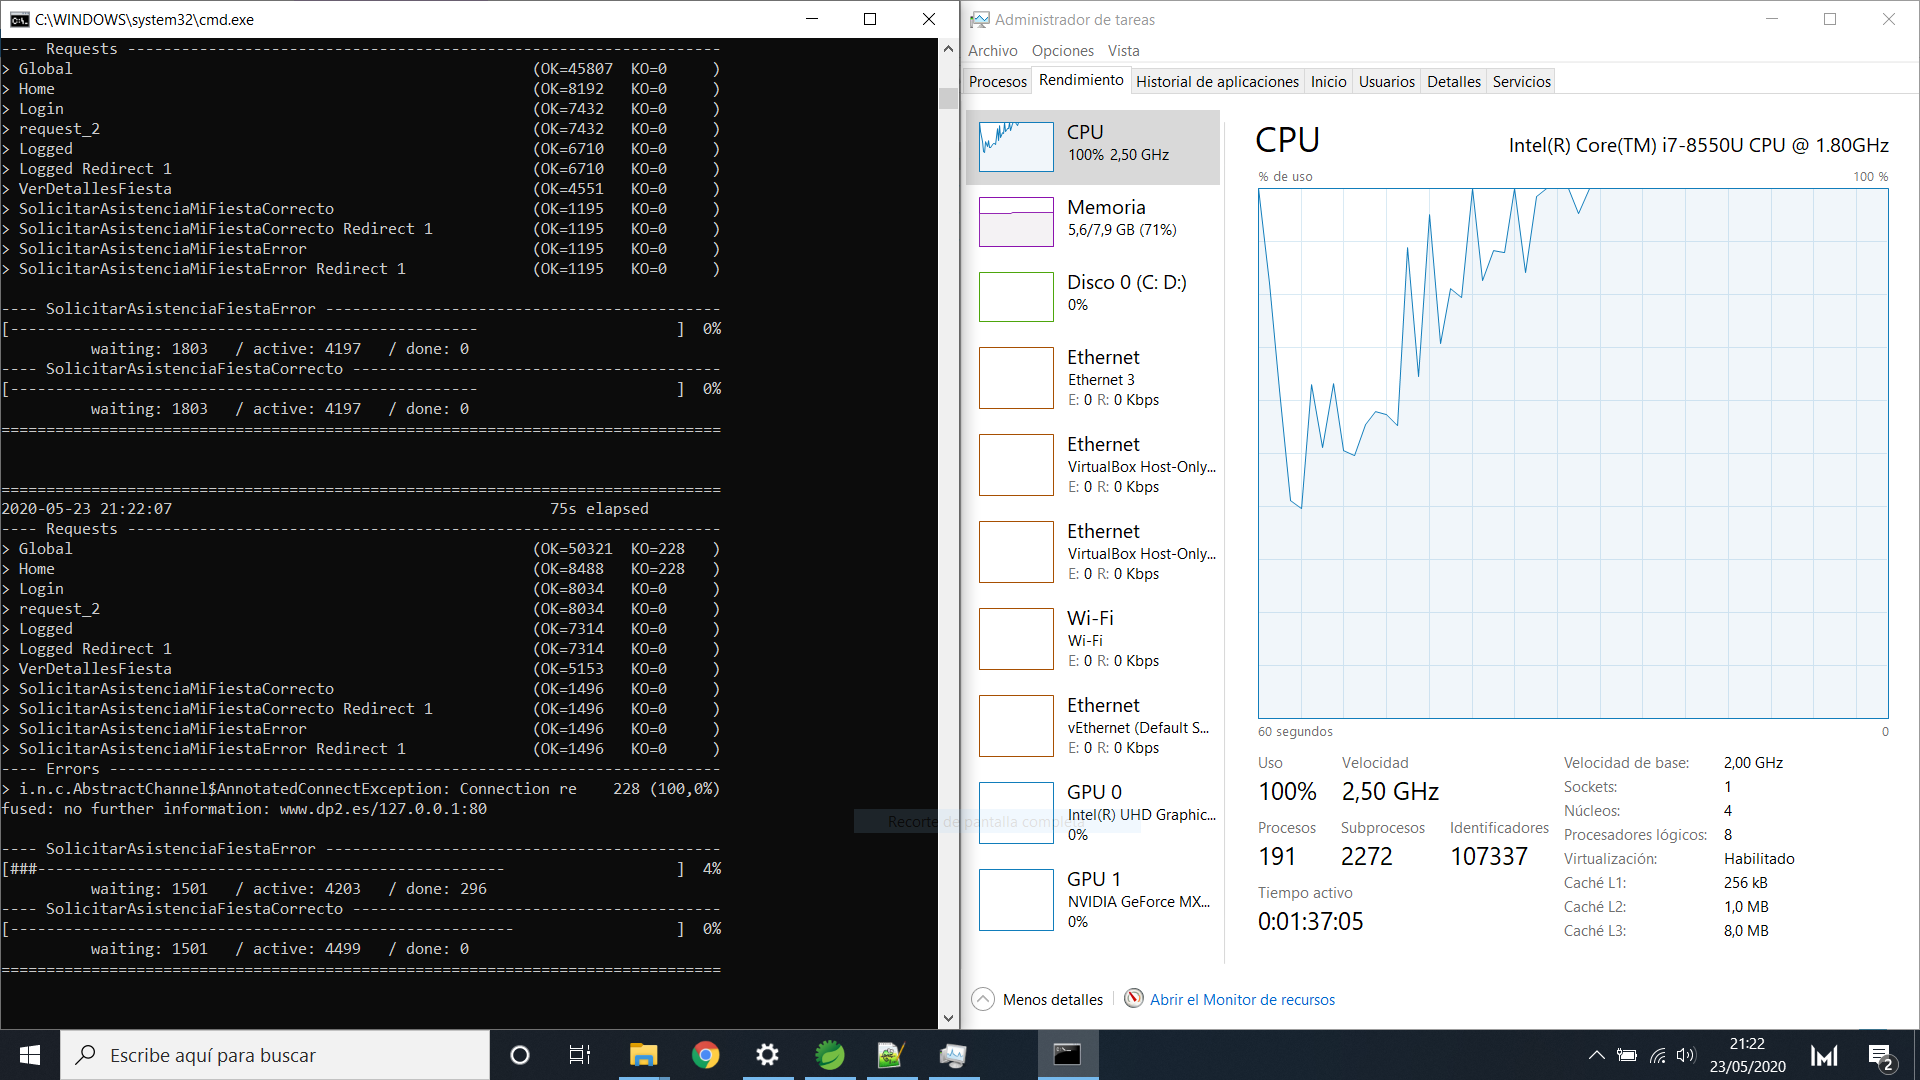 C:\WINDOWS\system32\cmd.exe
---- Requests ------------------------------------------------------------------
> Global                                                   (OK=45807  KO=0     )
> Home                                                     (OK=8192   KO=0     )
> Login                                                    (OK=7432   KO=0     )
> request_2                                                (OK=7432   KO=0     )
> Logged                                                   (OK=6710   KO=0     )
> Logged Redirect 1                                        (OK=6710   KO=0     )
> VerDetallesFiesta                                        (OK=4551   KO=0     )
> SolicitarAsistenciaMiFiestaCorrecto                      (OK=1195   KO=0     )
> SolicitarAsistenciaMiFiestaCorrecto Redirect 1           (OK=1195   KO=0     )
> SolicitarAsistenciaMiFiestaError                         (OK=1195   KO=0     )
> SolicitarAsistenciaMiFiestaError Redirect 1              (OK=1195   KO=0     )
---- SolicitarAsistenciaFiestaError --------------------------------------------
[----------------------------------------------------                      ]  0%
          waiting: 1803   / active: 4197   / done: 0
---- SolicitarAsistenciaFiestaCorrecto -----------------------------------------
[----------------------------------------------------                      ]  0%
          waiting: 1803   / active: 4197   / done: 0
================================================================================
================================================================================
2020-05-23 21:22:07                                          75s elapsed
---- Requests ------------------------------------------------------------------
> Global                                                   (OK=50321  KO=228   )
> Home                                                     (OK=8488   KO=228   )
> Login                                                    (OK=8034   KO=0     )
> request_2                                                (OK=8034   KO=0     )
> Logged                                                   (OK=7314   KO=0     )
> Logged Redirect 1                                        (OK=7314   KO=0     )
> VerDetallesFiesta                                        (OK=5153   KO=0     )
> SolicitarAsistenciaMiFiestaCorrecto                      (OK=1496   KO=0     )
> SolicitarAsistenciaMiFiestaCorrecto Redirect 1           (OK=1496   KO=0     )
> SolicitarAsistenciaMiFiestaError                         (OK=1496   KO=0     )
> SolicitarAsistenciaMiFiestaError Redirect 1              (OK=1496   KO=0     )
---- Errors --------------------------------------------------------------------
> i.n.c.AbstractChannel$AnnotatedConnectException: Connection re    228 (100,0%)
fused: no further information: www.dp2.es/127.0.0.1:80
---- SolicitarAsistenciaFiestaError --------------------------------------------
[###----------------------------------------------------                   ]  4%
          waiting: 1501   / active: 4203   / done: 296
---- SolicitarAsistenciaFiestaCorrecto -----------------------------------------
[--------------------------------------------------------                  ]  0%
          waiting: 1501   / active: 4499   / done: 0
================================================================================
Administrador de tareas
Archivo Opciones Vista
Procesos Rendimiento Historial de aplicaciones Inicio Usuarios Detalles Servicios
CPU
100% 2,50 GHz
Memoria
5,6/7,9 GB (71%)
Disco 0 (C: D:)
0%
Ethernet
Ethernet 3
E: 0 R: 0 Kbps
Ethernet
VirtualBox Host-Only...
E: 0 R: 0 Kbps
Ethernet
VirtualBox Host-Only...
E: 0 R: 0 Kbps
Wi-Fi
Wi-Fi
E: 0 R: 0 Kbps
Ethernet
vEthernet (Default S...
E: 0 R: 0 Kbps
GPU 0
Intel(R) UHD Graphic...
0%
GPU 1
NVIDIA GeForce MX...
0%
Recorte de pantalla completa
CPU
Intel(R) Core(TM) i7-8550U CPU @ 1.80GHz
% de uso 100 %
60 segundos 0
Uso Velocidad
100% 2,50 GHz
Procesos Subprocesos Identificadores
191 2272 107337
Tiempo activo
0:01:37:05
Velocidad de base: 2,00 GHz
Sockets: 1
Núcleos: 4
Procesadores lógicos: 8
Virtualización: Habilitado
Caché L1: 256 kB
Caché L2: 1,0 MB
Caché L3: 8,0 MB
Menos detalles
Abrir el Monitor de recursos
Escribe aquí para buscar
21:22
23/05/2020
2